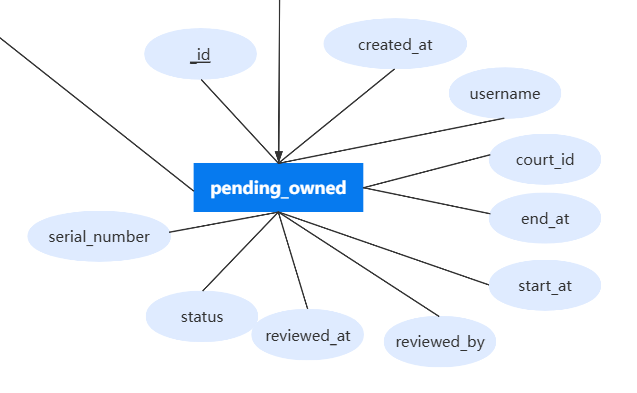 _id
created_at
username
pending_owned
court_id
end_at
serial_number
start_at
status
reviewed_at
reviewed_by